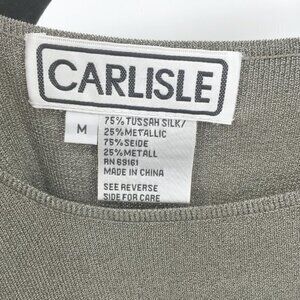 CARLISLE
M
75% TUSSAH SILK/
25% METALLIC
75% SEIDE
25% METALL
RN 69161
MADE IN CHINA
SEE REVERSE
SIDE FOR CARE